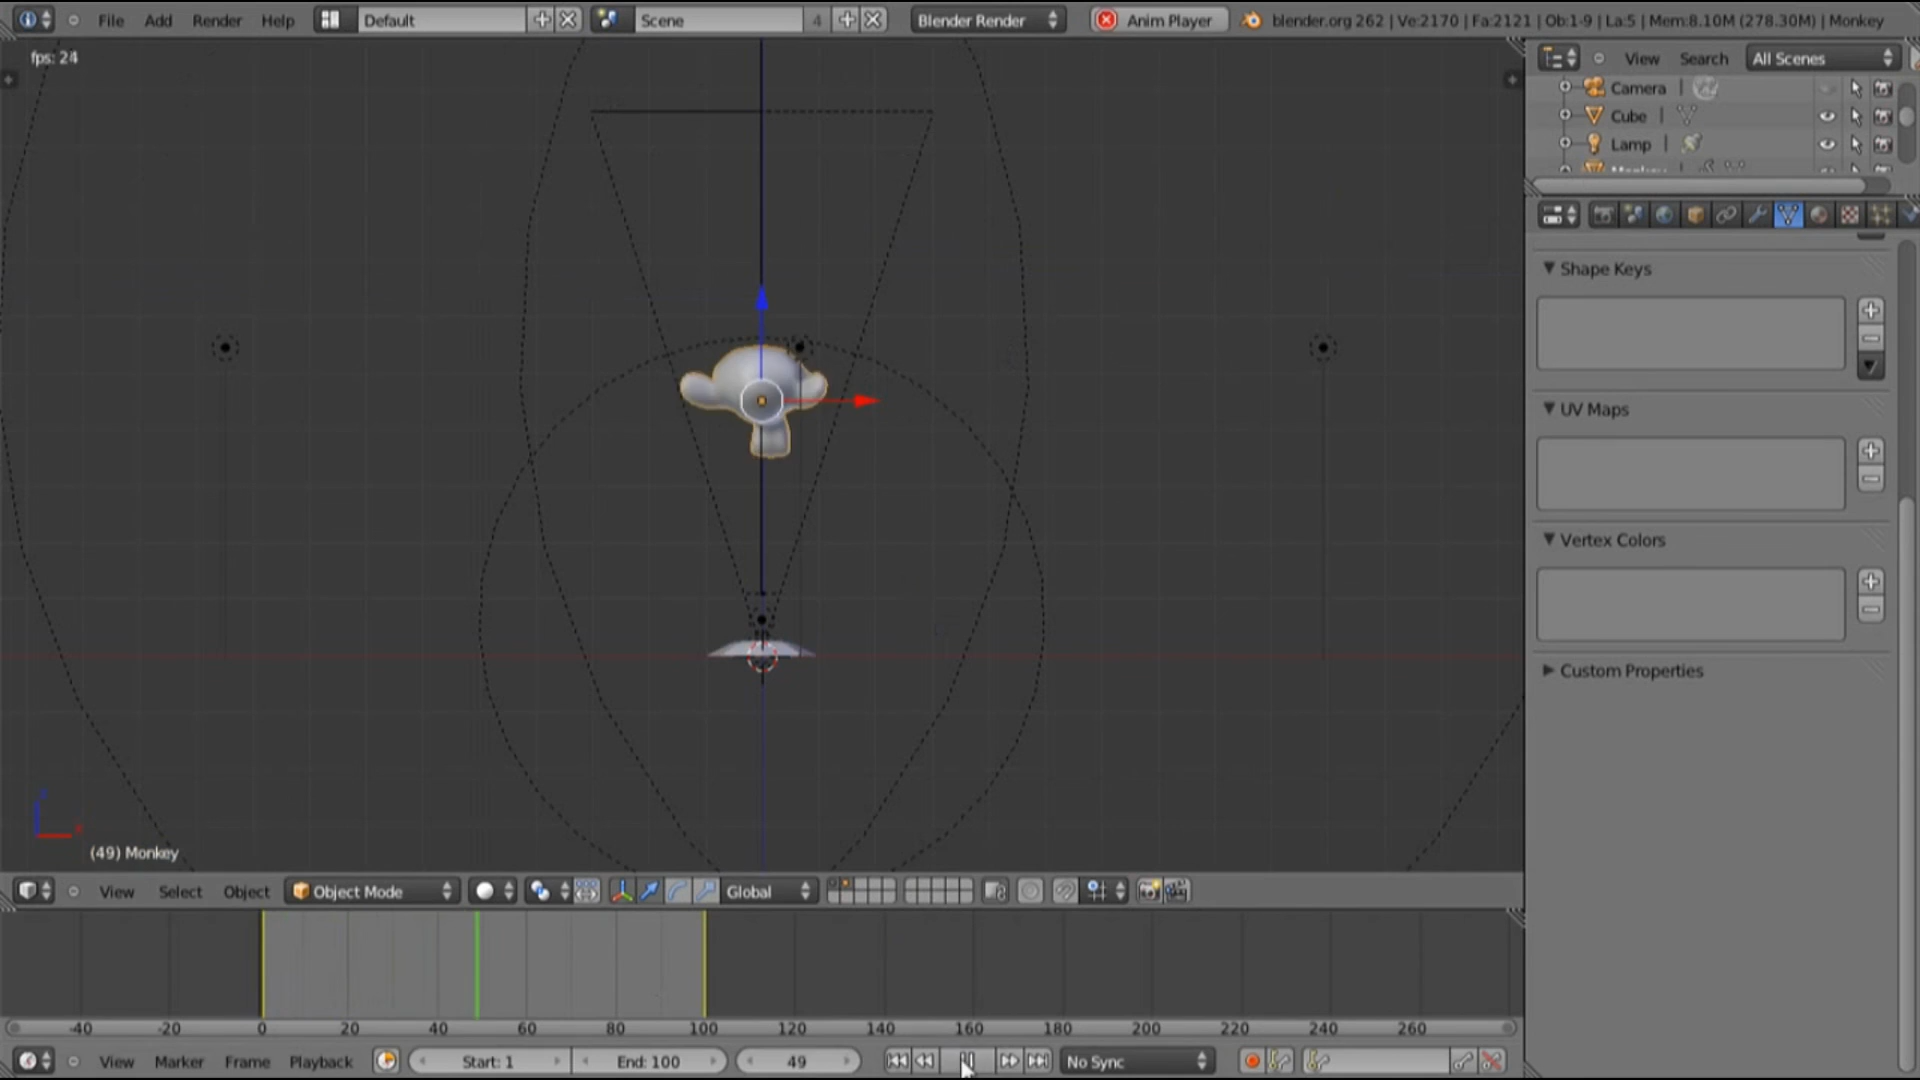 File Add Render Help Default Scene 4 Blender Render Anim Player blender.org 262 | Ve:2170 | Fa:2121 | Ob:1-9 | La:5 | Mem:8.10M (278.30M) | Monkey
fps: 24
View Search All Scenes
Camera
Cube
Lamp
Monkey
Shape Keys
UV Maps
Vertex Colors
Custom Properties
(49) Monkey
View Select Object Object Mode Global
-40 -20 0 20 40 60 80 100 120 140 160 180 200 220 240 260
View Marker Frame Playback Start: 1 End: 100 49 No Sync